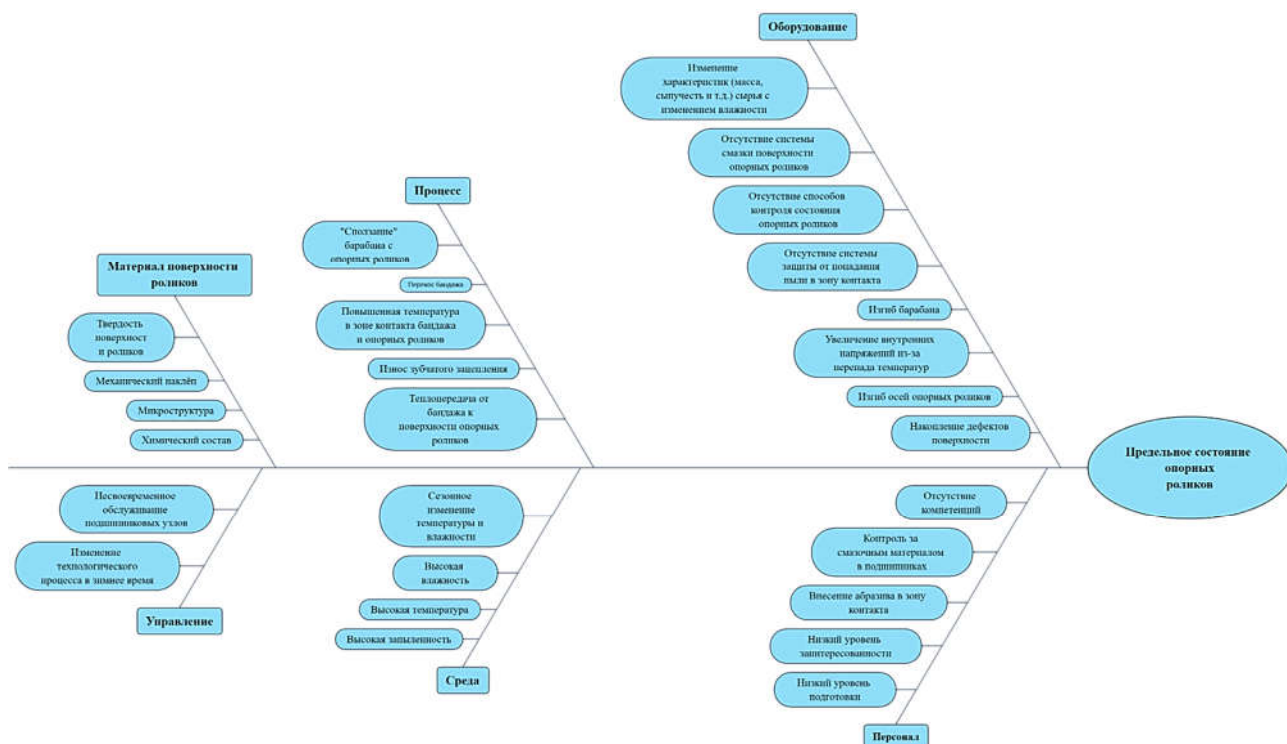 Оборудование
Изменение
характеристик (масса,
сыпучесть и т.д.) сырья с
изменением влажности
Отсутствие системы
смазки поверхности
опорных роликов
Отсутствие способов
контроля состояния
опорных роликов
Отсутствие системы
защиты от попадания
пыли в зону контакта
Изгиб барабана
Увеличение внутренних
напряжений из-за
перепада температур
Изгиб осей опорных роликов
Накопление дефектов
поверхности
Процесс
"Сползание"
барабана с
опорных роликов
Перекос бандажа
Повышенная температура
в зоне контакта бандажа
и опорных роликов
Износ зубчатого зацепления
Теплопередача от
бандажа к
поверхности опорных
роликов
Материал поверхности
роликов
Твердость
поверхност
и роликов
Механический наклёп
Микроструктура
Химический состав
Предельное состояние
опорных
роликов
Несвоевременное
обслуживание
подшипниковых узлов
Изменение
технологического
процесса в зимнее время
Управление
Сезонное
изменение
температуры и
влажности
Высокая
влажность
Высокая температура
Высокая запыленность
Среда
Отсутствие
компетенций
Контроль за
смазочным материалом
в подшипниках
Внесение абразива в зону
контакта
Низкий уровень
заинтересованности
Низкий уровень
подготовки
Персонал